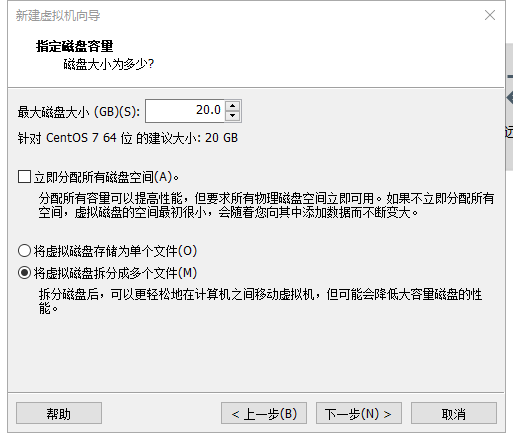 新建虚拟机向导
指定磁盘容量
磁盘大小为多少?
最大磁盘大小 (GB)(S): 20.0
针对 CentOS 7 64 位 的建议大小: 20 GB
立即分配所有磁盘空间(A)。
分配所有容量可以提高性能，但要求所有物理磁盘空间立即可用。如果不立即分配所有
空间，虚拟磁盘的空间最初很小，会随着您向其中添加数据而不断变大。
将虚拟磁盘存储为单个文件(O)
将虚拟磁盘拆分成多个文件(M)
拆分磁盘后，可以更轻松地在计算机之间移动虚拟机，但可能会降低大容量磁盘的性
能。
帮助 < 上一步(B) 下一步(N) > 取消